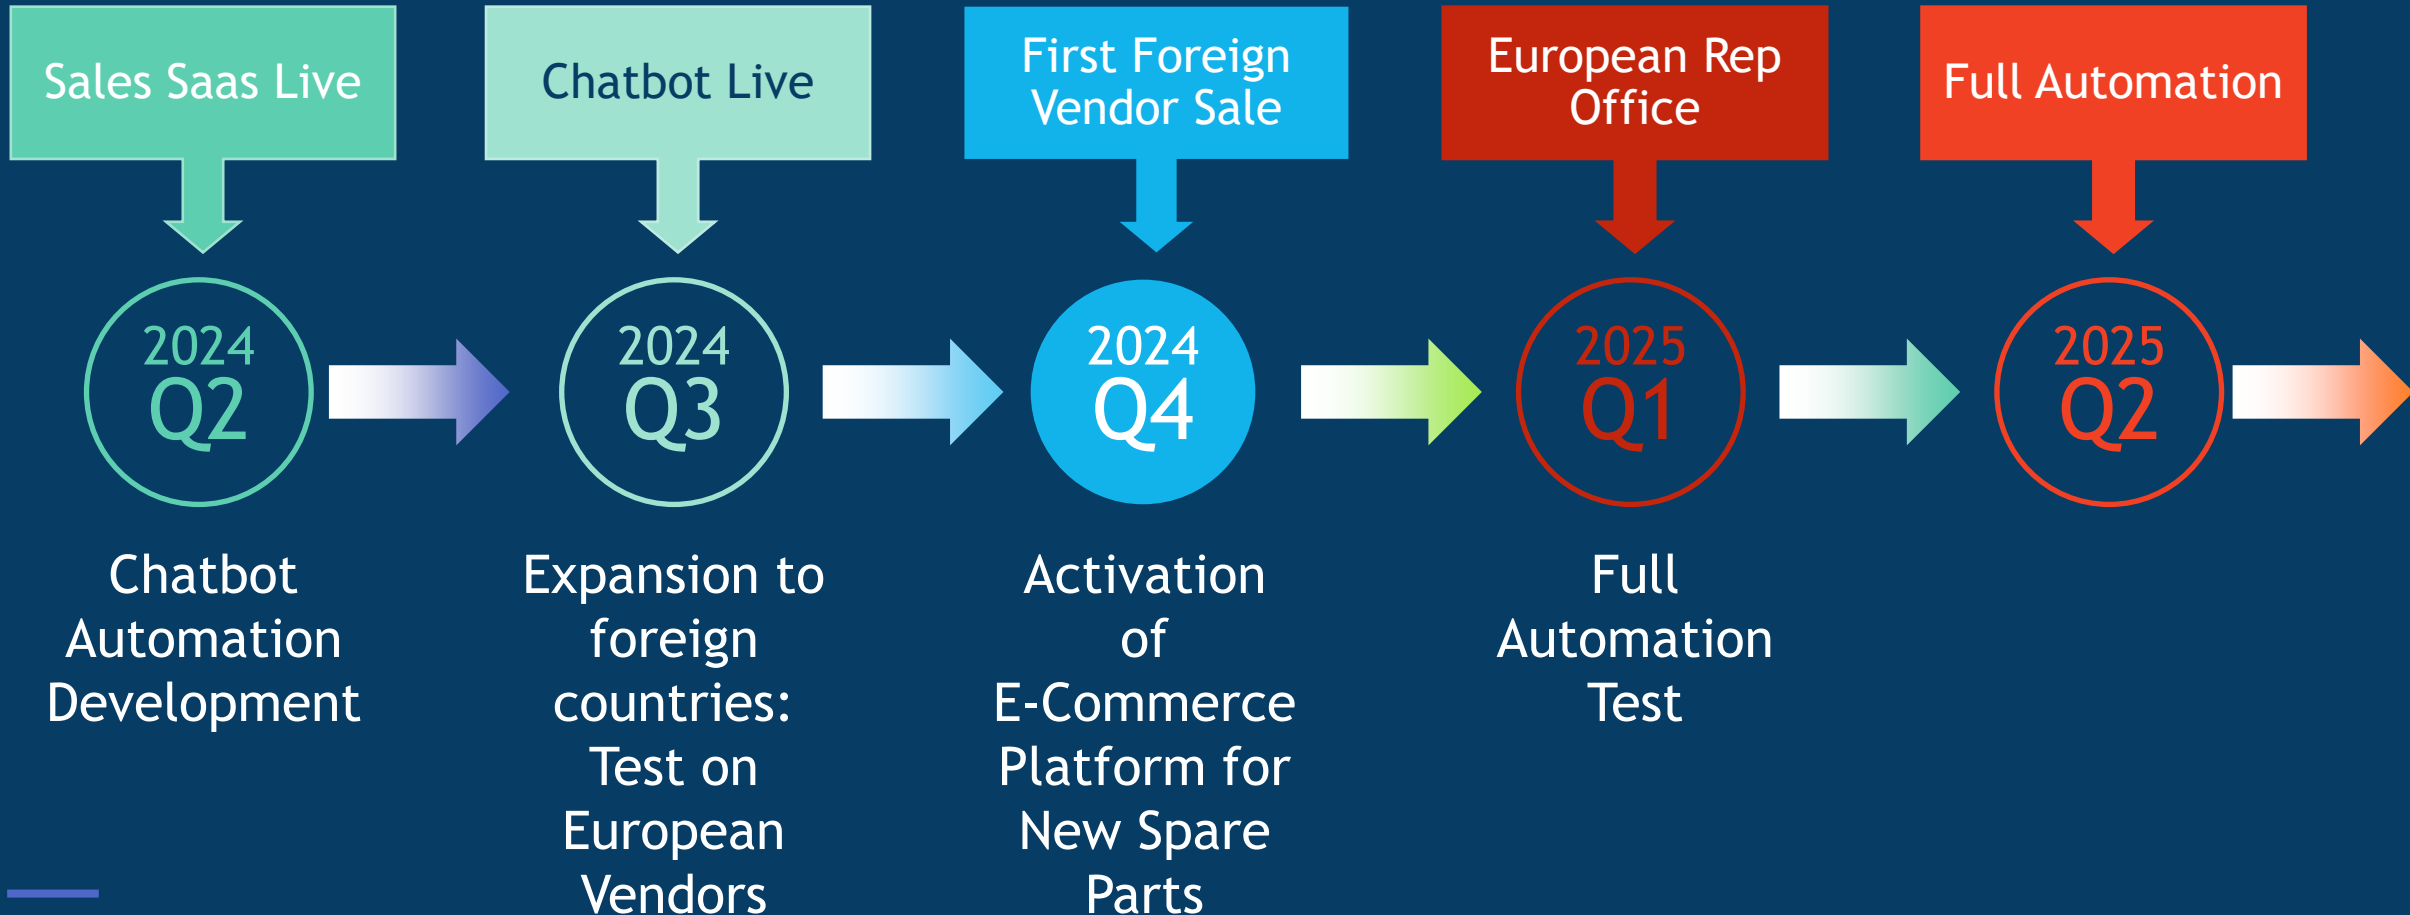 Sales Saas Live
Chatbot Live
First Foreign
Vendor Sale
European Rep
Office
Full Automation
2024
Q2
2024
Q3
2024
Q4
2025
Q1
2025
Q2
Chatbot
Automation
Development
Expansion to
foreign
countries:
Test on
European
Vendors
Activation
of
E-Commerce
Platform for
New Spare
Parts
Full
Automation
Test